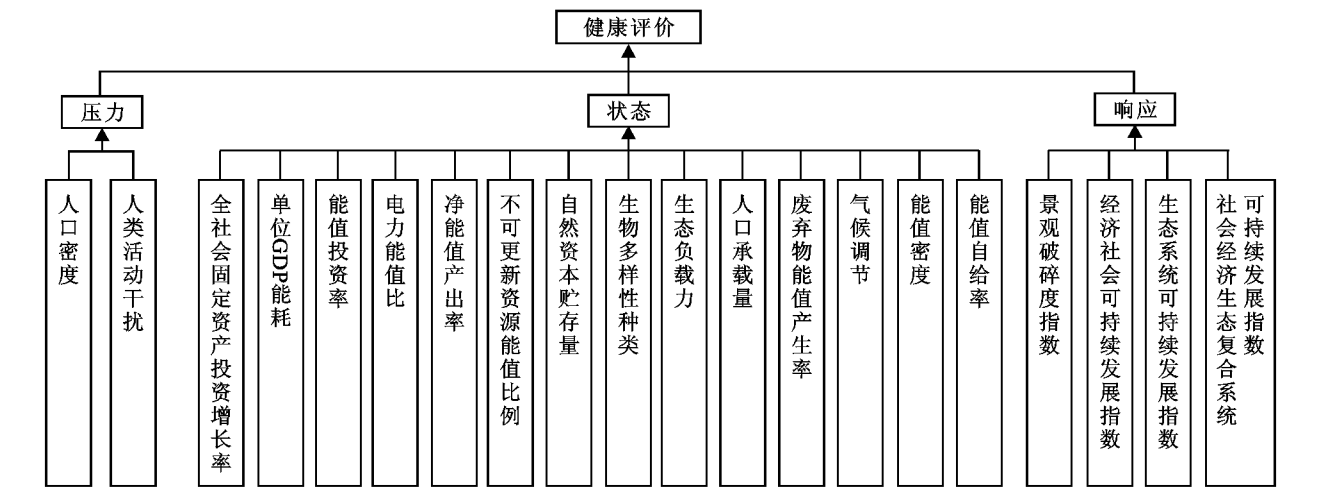 健康评价
压力
状态
响应
人口密度
人类活动干扰
全社会固定资产投资增长率
单位GDP能耗
能值投资率
电力能值比
净能值产出率
不可更新资源能值比例
自然资本贮存量
生物多样性种类
生态负载力
人口承载量
废弃物能值产生率
气候调节
能值密度
能值自给率
景观破碎度指数
经济社会可持续发展指数
生态系统可持续发展指数
社会经济生态复合系统
可持续发展指数